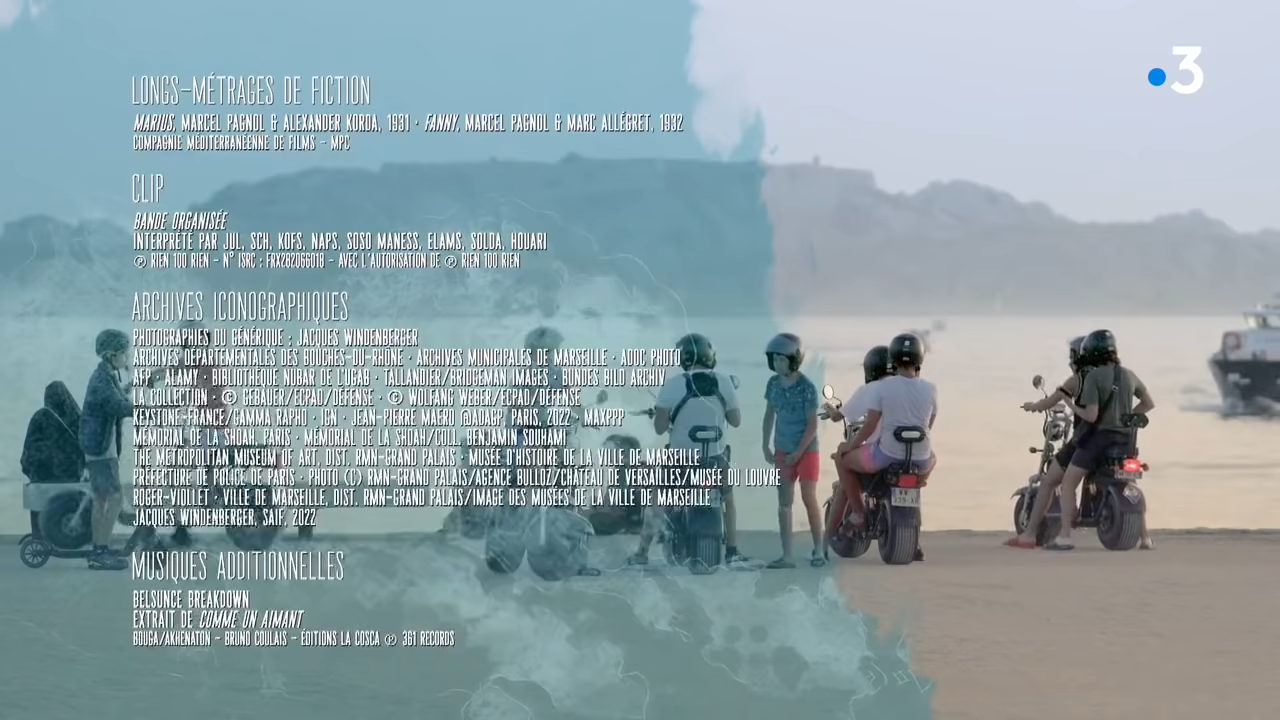 3
LONGS-MÉTRAGES DE FICTION
MARIUS, MARCEL PAGNOL & ALEXANDER KORDA, 1931 · FANNY, MARCEL PAGNOL & MARC ALLÉGRET, 1932
COMPAGNIE MÉDITERRANÉENNE DE FILMS - MPC
CLIP
BANDE ORGANISÉE
INTERPRÉTÉ PAR JUL, SCH, KOFS, NAPS, SOSO MANESS, ELAMS, SOLDA, HOUARI
℗ RIEN 100 RIEN - N° ISRC : FRX282066018 - AVEC L'AUTORISATION DE ℗ RIEN 100 RIEN
ARCHIVES ICONOGRAPHIQUES
PHOTOGRAPHIES DU GÉNÉRIQUE : JACQUES WINDENBERGER
ARCHIVES DÉPARTEMENTALES DES BOUCHES-DU-RHÔNE · ARCHIVES MUNICIPALES DE MARSEILLE · ADOC PHOTO
AFP · ALAMY · BIBLIOTHÈQUE NUBAR DE L'UGAB · TALLANDIER/BRIDGEMAN IMAGES · BUNDES BILD ARCHIV
LA COLLECTION · © GEBAUER/ECPAD/DÉFENSE · © WOLFANG WEBER/ECPAD/DÉFENSE
KEYSTONE-FRANCE/GAMMA RAPHO · IGN · JEAN-PIERRE MAERO @ADAGP, PARIS, 2022 · MAXPPP
MÉMORIAL DE LA SHOAH, PARIS · MÉMORIAL DE LA SHOAH/COLL. BENJAMIN SOUHAMI
THE METROPOLITAN MUSEUM OF ART, DIST. RMN-GRAND PALAIS · MUSÉE D'HISTOIRE DE LA VILLE DE MARSEILLE
PRÉFECTURE DE POLICE DE PARIS · PHOTO (C) RMN-GRAND PALAIS/AGENCE BULLOZ/CHÂTEAU DE VERSAILLES/MUSÉE DU LOUVRE
ROGER-VIOLLET · VILLE DE MARSEILLE, DIST. RMN-GRAND PALAIS/IMAGE DES MUSÉES DE LA VILLE DE MARSEILLE
JACQUES WINDENBERGER, SAIF, 2022
MUSIQUES ADDITIONNELLES
BELSUNCE BREAKDOWN
EXTRAIT DE COMME UN AIMANT
BOUGA/AKHENATON - BRUNO COULAIS - ÉDITIONS LA COSCA ℗ 361 RECORDS